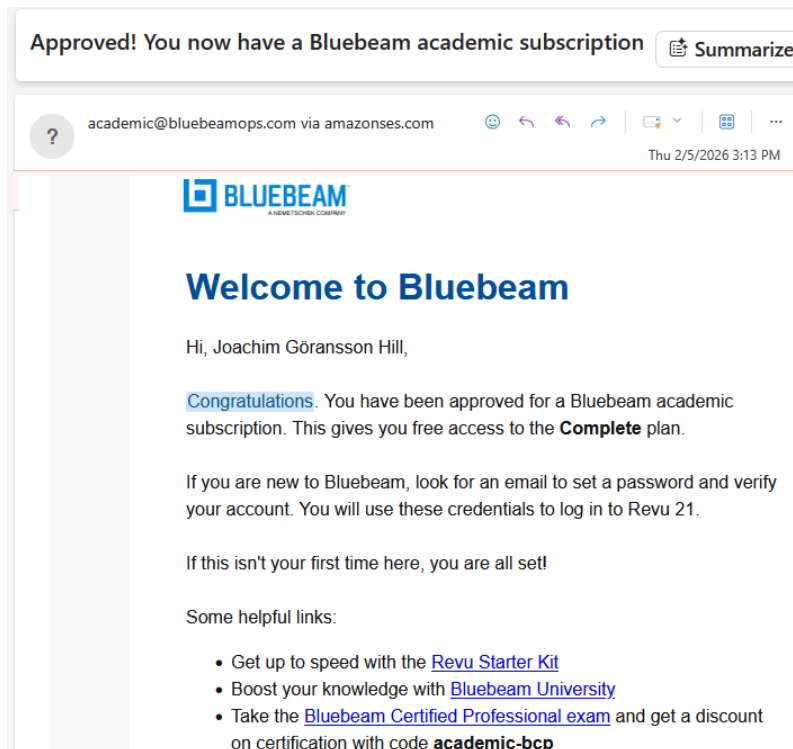 Approved! You now have a Bluebeam academic subscription
Summarize
?
academic@bluebeamops.com via amazonses.com
Thu 2/5/2026 3:13 PM
BLUEBEAM
A NEMETSCHEK COMPANY
Welcome to Bluebeam
Hi, Joachim Göransson Hill,
Congratulations. You have been approved for a Bluebeam academic
subscription. This gives you free access to the Complete plan.
If you are new to Bluebeam, look for an email to set a password and verify
your account. You will use these credentials to log in to Revu 21.
If this isn't your first time here, you are all set!
Some helpful links:
• Get up to speed with the Revu Starter Kit
• Boost your knowledge with Bluebeam University
• Take the Bluebeam Certified Professional exam and get a discount
on certification with code academic-bcp